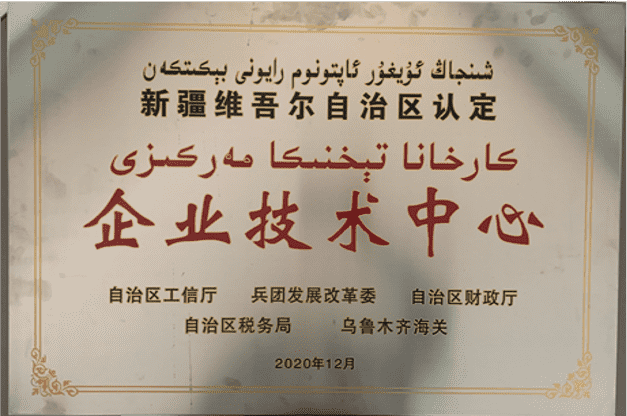 شىنجاڭ ئۇيغۇر ئاپتونوم رايونى بېكىتكەن
新疆维吾尔自治区认定
كارخانا تېخنىكا مەركىزى
企业技术中心
自治区工信厅 兵团发展改革委 自治区财政厅
自治区税务局 乌鲁木齐海关
2020年12月